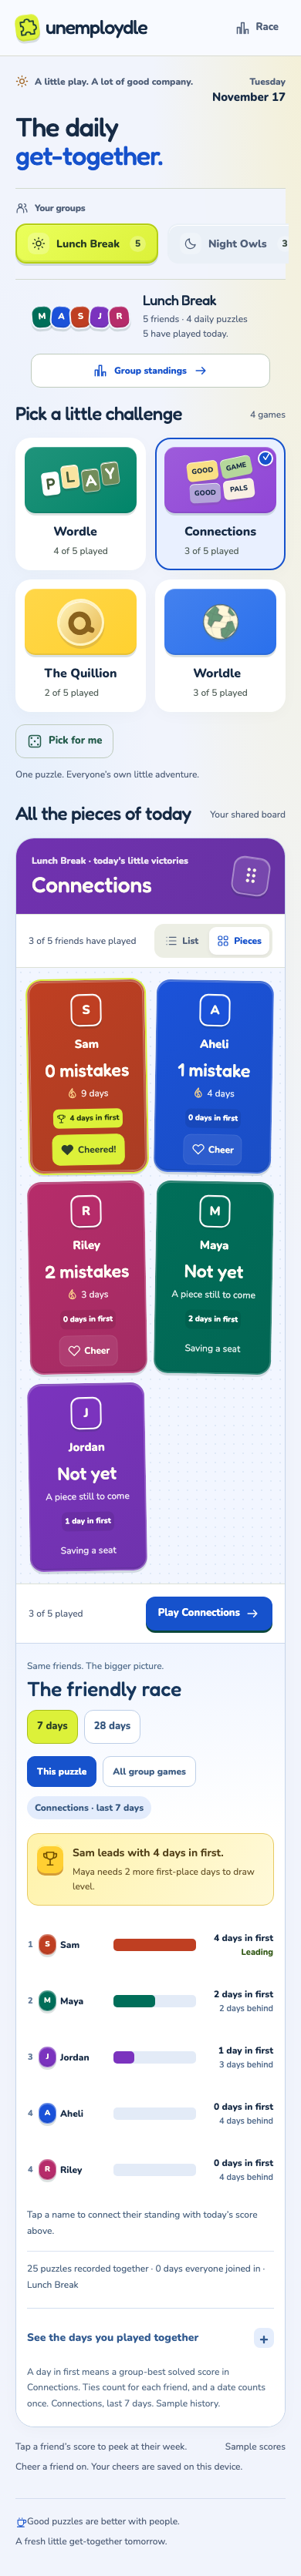 unemploydle
Race
A little play. A lot of good company.
Tuesday
November 17
The daily
get-together.
Your groups
Lunch Break 5
Night Owls 3
M A S J R
Lunch Break
5 friends · 4 daily puzzles
5 have played today.
Group standings →
Pick a little challenge
4 games
P L A Y
Wordle
4 of 5 played
GOOD GAME
GOOD PALS
Connections
3 of 5 played
Q
The Quillion
2 of 5 played
Worldle
3 of 5 played
Pick for me
One puzzle. Everyone's own little adventure.
All the pieces of today
Your shared board
Lunch Break · today's little victories
Connections
3 of 5 friends have played
List
Pieces
S
Sam
0 mistakes
9 days
4 days in first
Cheered!
A
Aheli
1 mistake
4 days
0 days in first
Cheer
R
Riley
2 mistakes
3 days
0 days in first
Cheer
M
Maya
Not yet
A piece still to come
2 days in first
Saving a seat
J
Jordan
Not yet
A piece still to come
1 day in first
Saving a seat
3 of 5 played
Play Connections →
Same friends. The bigger picture.
The friendly race
7 days
28 days
This puzzle
All group games
Connections · last 7 days
Sam leads with 4 days in first.
Maya needs 2 more first-place days to draw
level.
1 S Sam 4 days in first
Leading
2 M Maya 2 days in first
2 days behind
3 J Jordan 1 day in first
3 days behind
4 A Aheli 0 days in first
4 days behind
4 R Riley 0 days in first
4 days behind
Tap a name to connect their standing with today's score
above.
25 puzzles recorded together · 0 days everyone joined in ·
Lunch Break
See the days you played together +
A day in first means a group-best solved score in
Connections. Ties count for each friend, and a date counts
once. Connections, last 7 days. Sample history.
Tap a friend's score to peek at their week.
Sample scores
Cheer a friend on. Your cheers are saved on this device.
Good puzzles are better with people.
A fresh little get-together tomorrow.